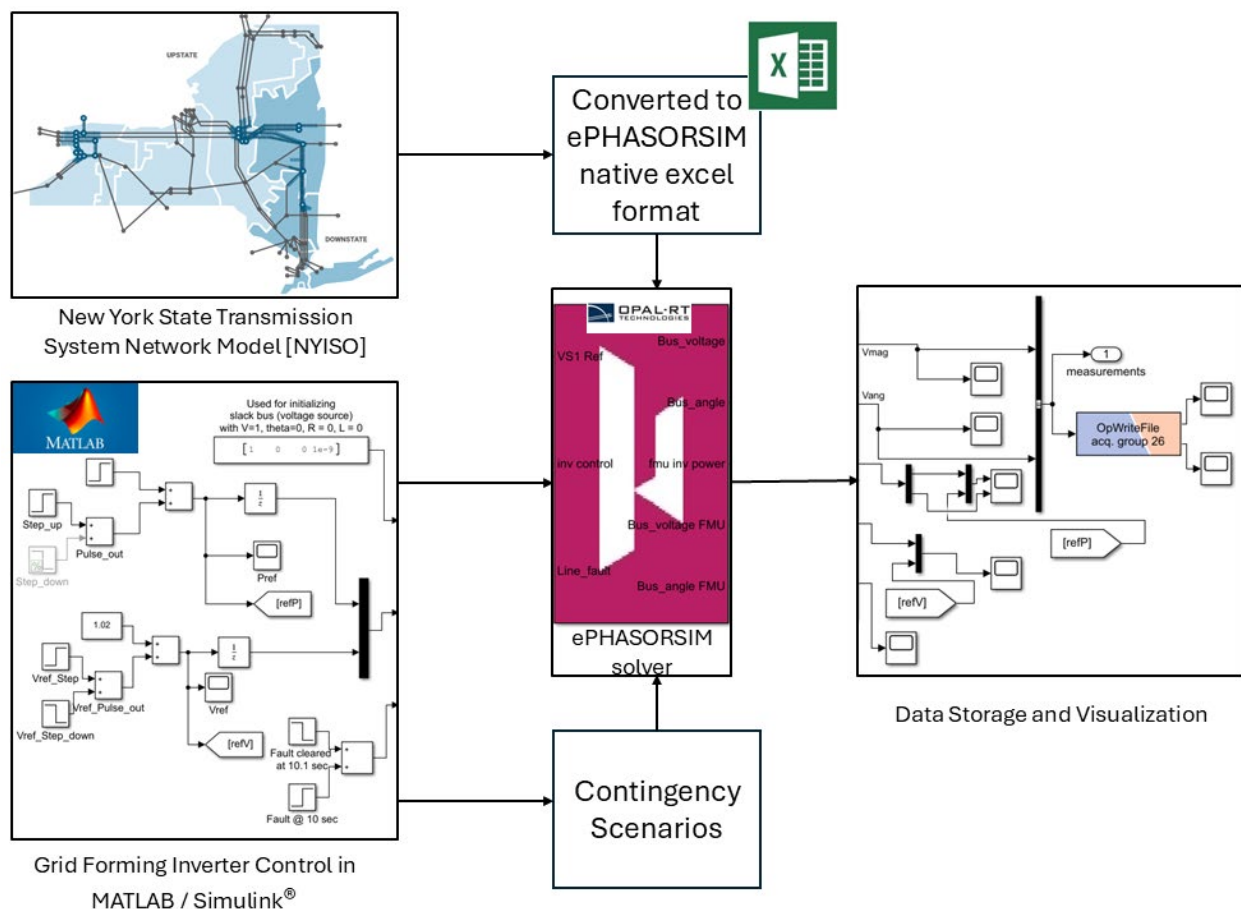 UPSTATE
DOWNSTATE
New York State Transmission
System Network Model [NYISO]
X
Converted to
ePHASORSIM
native excel
format
MATLAB
Used for initializing
slack bus (voltage source)
with V=1, theta=0, R = 0, L = 0
[1 0 0 1e-9]
Step_up
Step_down
Pulse_out
1
z
Pref
[refP]
1.02
Vref_Step
Vref_Step_down
Vref_Pulse_out
1
z
Vref
[refV]
Fault cleared
at 10.1 sec
Fault @ 10 sec
Grid Forming Inverter Control in
MATLAB / Simulink®
OPAL-RT
TECHNOLOGIES
VS1 Ref
Bus_voltage
Bus_angle
inv control
fmu inv power
Bus_voltage FMU
Line_fault
Bus_angle FMU
ePHASORSIM
solver
Contingency
Scenarios
Vmag
Vang
1
measurements
OpWriteFile
acq. group 26
[refP]
[refV]
Data Storage and Visualization